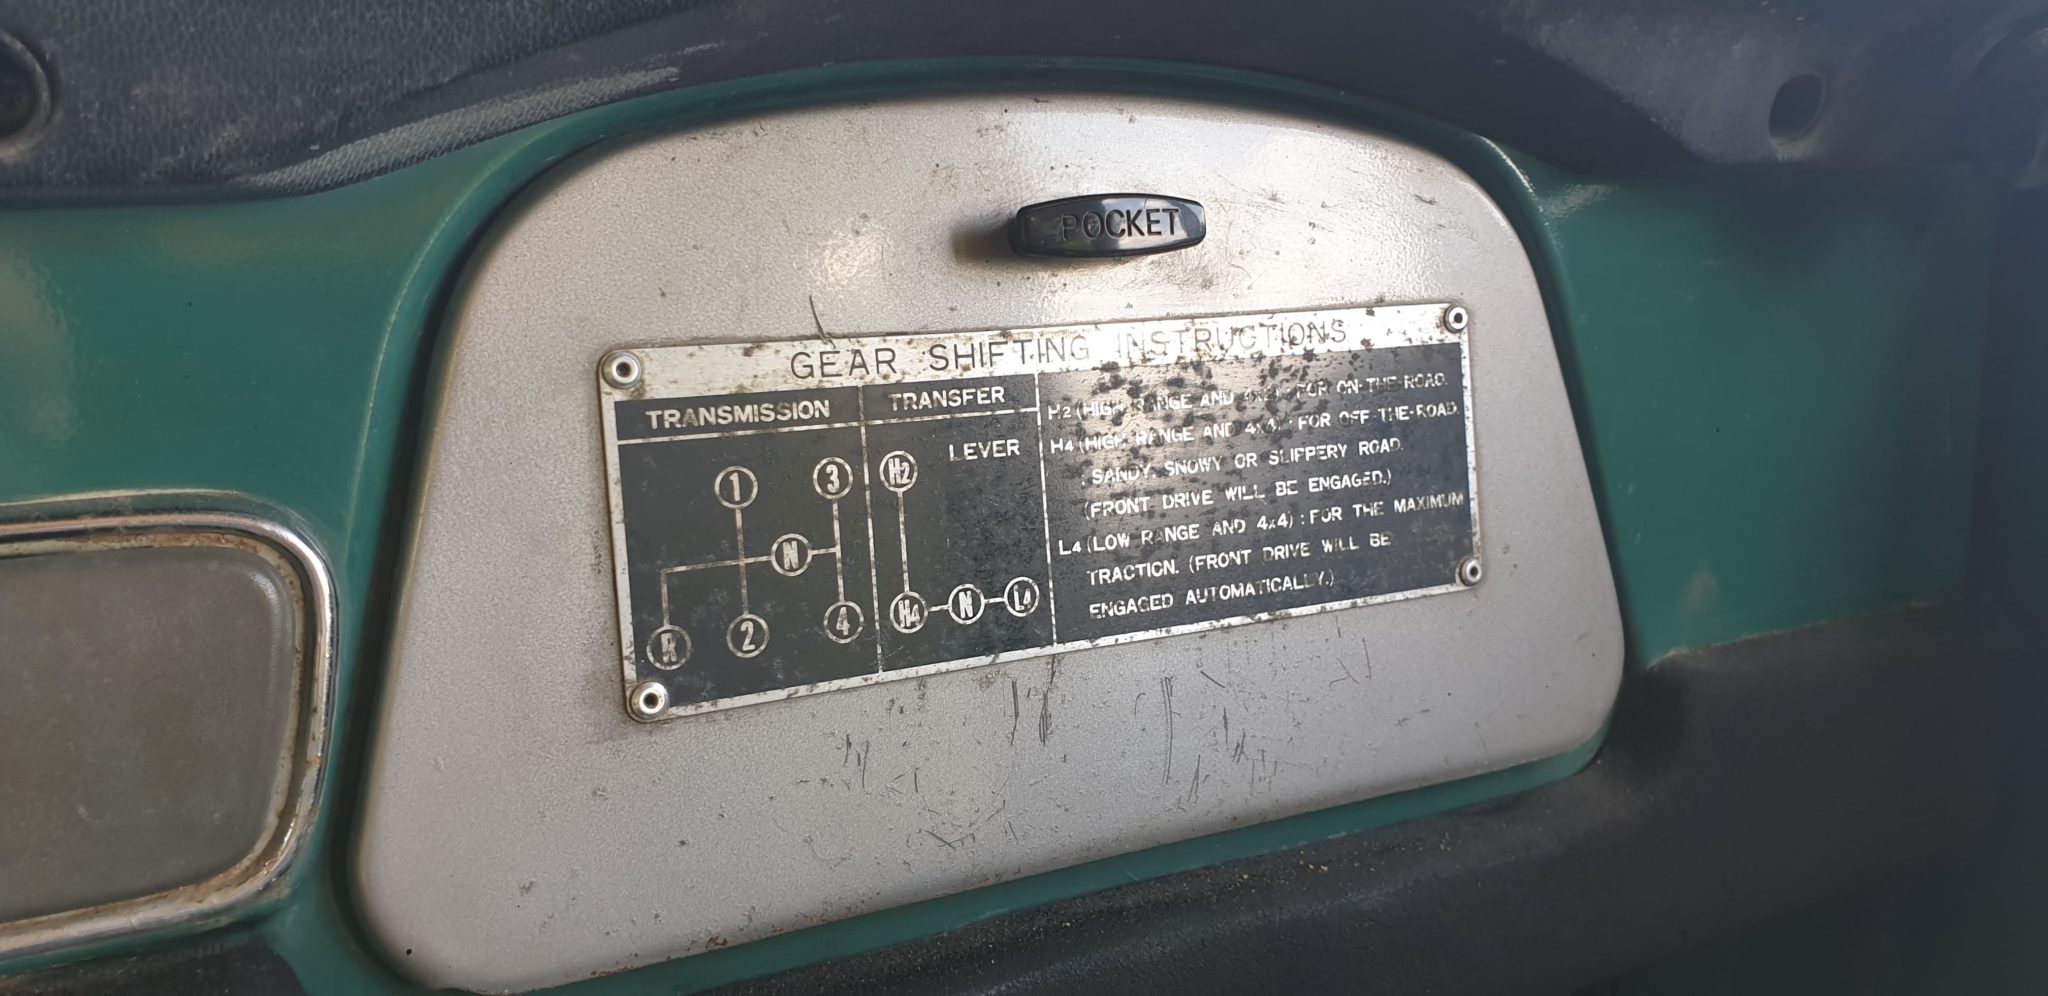 POCKET
GEAR SHIFTING INSTRUCTIONS
TRANSMISSION
1 3
N
R 2 4
TRANSFER
LEVER
H2
H4 N L4
H2 (HIGH RANGE AND 4x2) : FOR ON-THE-ROAD.
H4 (HIGH RANGE AND 4x4) : FOR OFF-THE-ROAD.
SANDY, SNOWY OR SLIPPERY ROAD.
(FRONT DRIVE WILL BE ENGAGED.)
L4 (LOW RANGE AND 4x4) : FOR THE MAXIMUM
TRACTION. (FRONT DRIVE WILL BE
ENGAGED AUTOMATICALLY.)